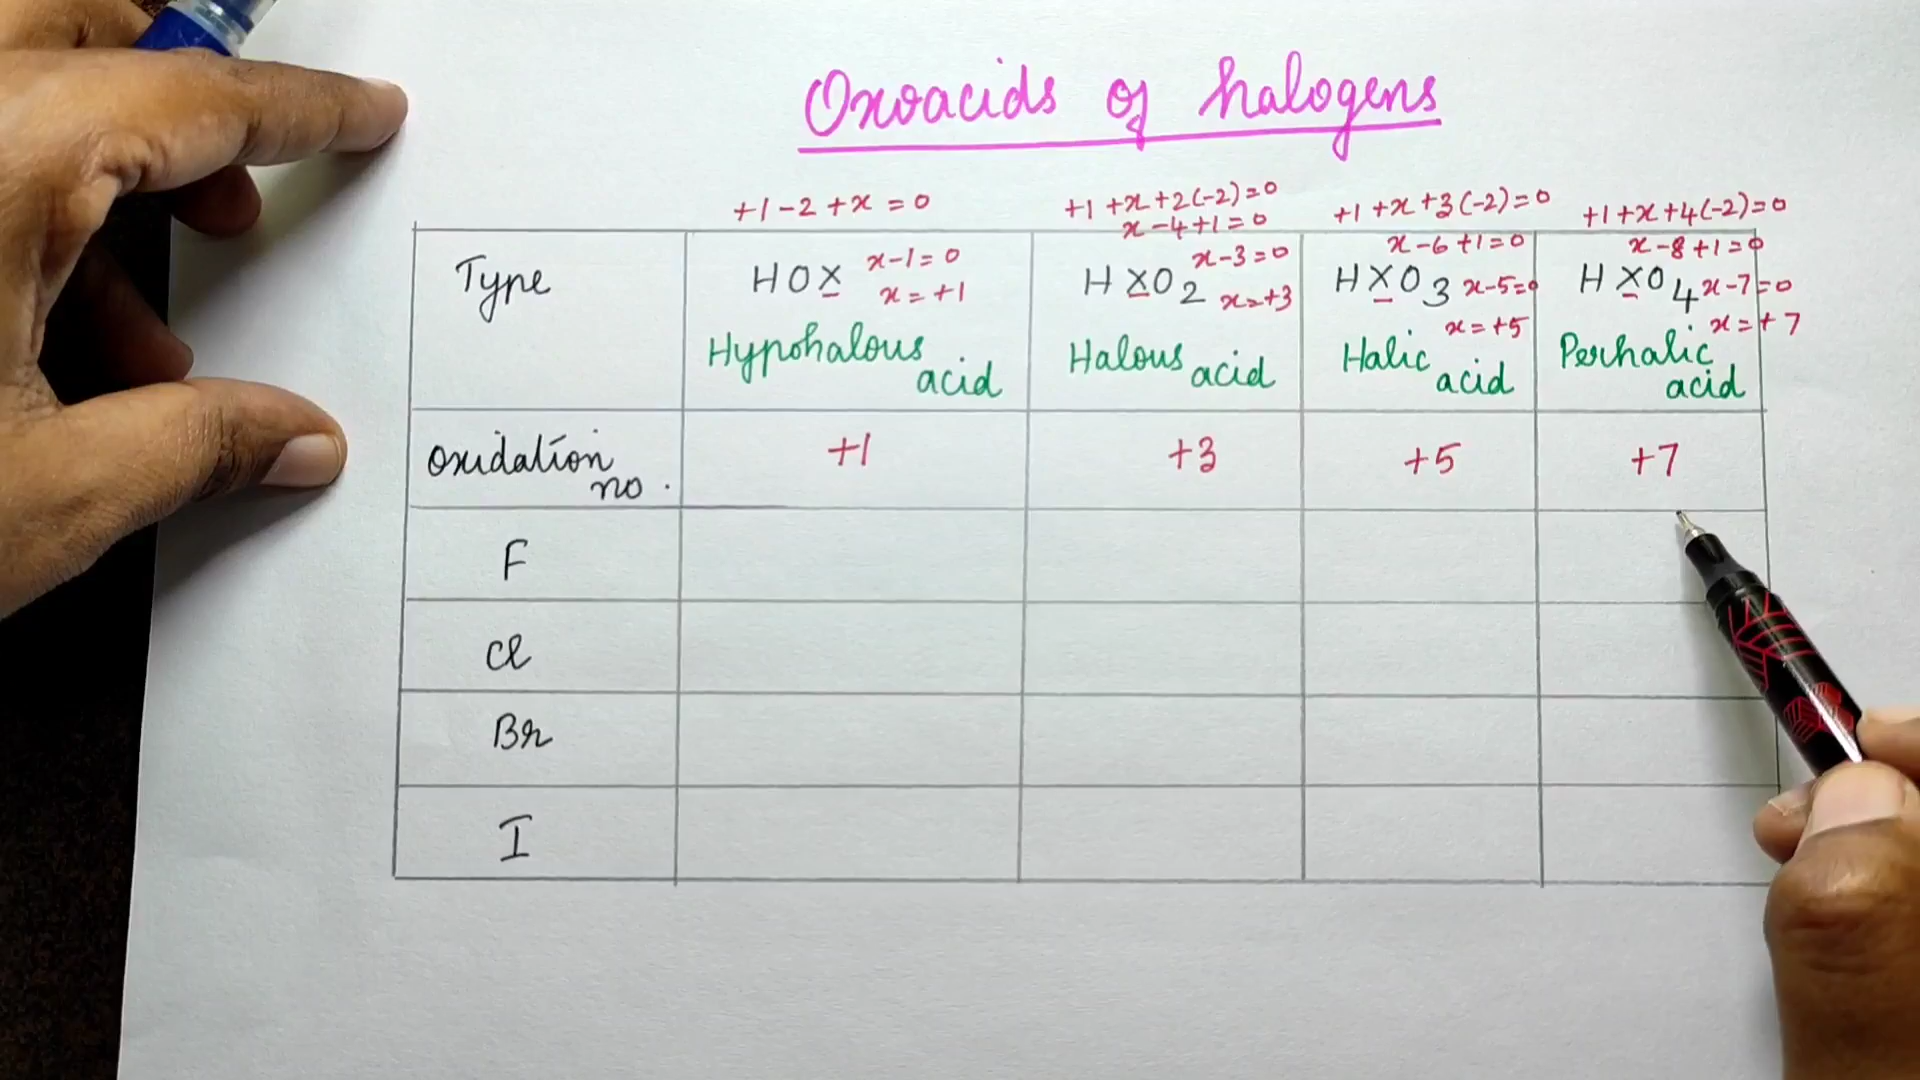 Oxoacids of halogens
+1-2+x=0
+1+x+2(-2)=0
x-4+1=0
+1+x+3(-2)=0
+1+x+4(-2)=0
Type
HOX
x-1=0
x=+1
Hypohalous
acid
HXO2
x-3=0
x=+3
Halous acid
x-6+1=0
HXO3
x-5=0
x=+5
Halic
acid
x-8+1=0
HXO4
x-7=0
x=+7
Perhalic
acid
Oxidation
no.
+1
+3
+5
+7
F
Cl
Br
I